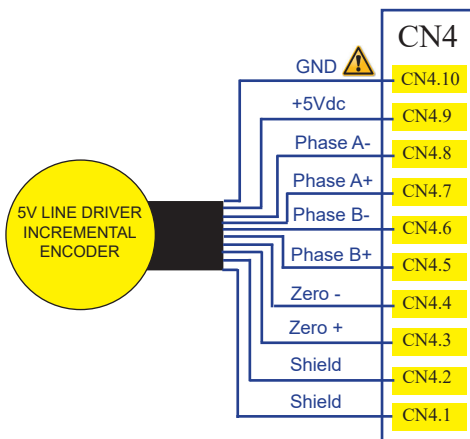 CN4
GND
CN4.10
+5Vdc
CN4.9
Phase A-
CN4.8
Phase A+
CN4.7
Phase B-
CN4.6
Phase B+
CN4.5
Zero -
CN4.4
Zero +
CN4.3
Shield
CN4.2
Shield
CN4.1
5V LINE DRIVER
INCREMENTAL
ENCODER